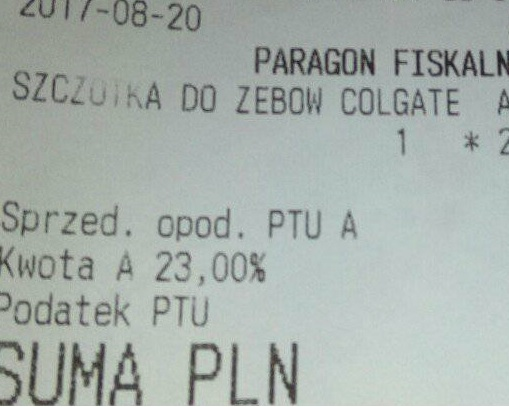 2017-08-20
PARAGON FISKALN
SZCZOTKA DO ZEBOW COLGATE A
1 * 2
Sprzed. opod. PTU A
Kwota A 23,00%
Podatek PTU
SUMA PLN